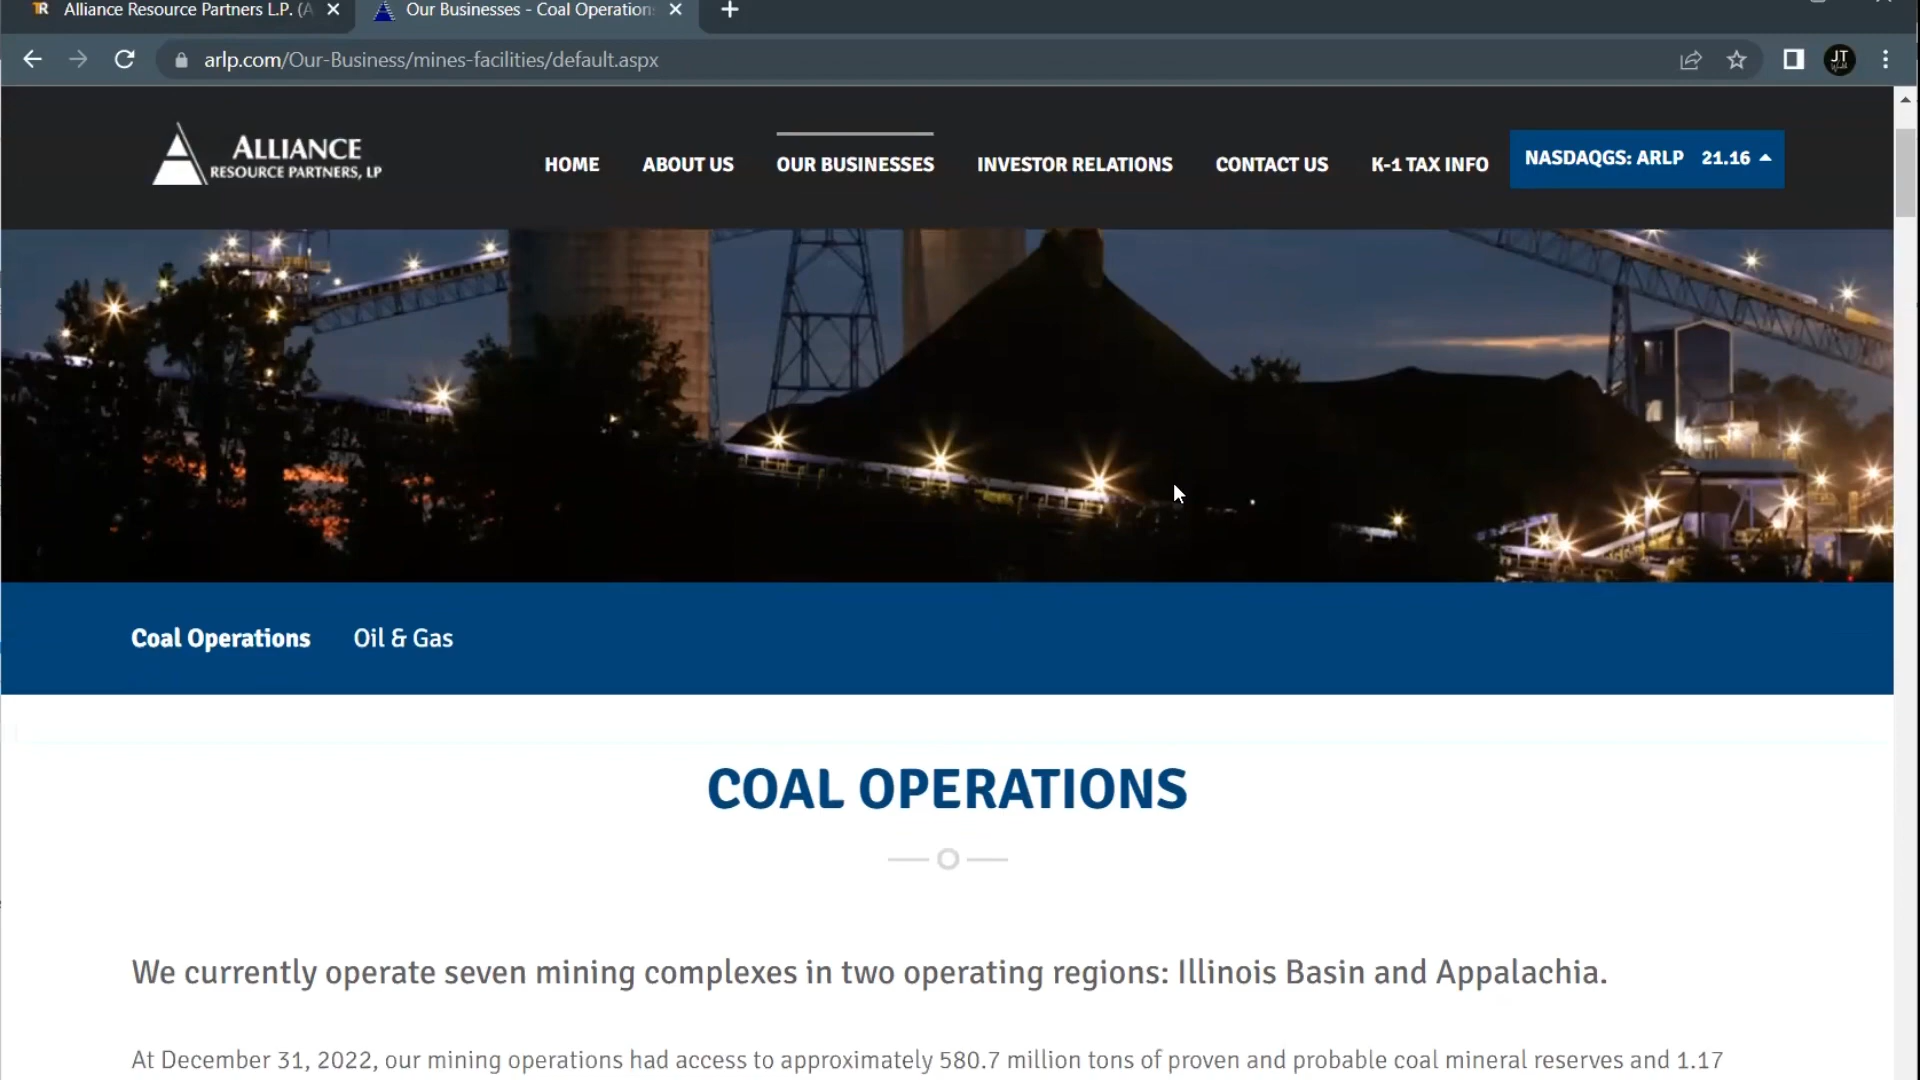 Alliance Resource Partners L.P. (A
Our Businesses - Coal Operation
arlp.com/Our-Business/mines-facilities/default.aspx
JT
ALLIANCE
RESOURCE PARTNERS, LP
HOME
ABOUT US
OUR BUSINESSES
INVESTOR RELATIONS
CONTACT US
K-1 TAX INFO
NASDAQGS: ARLP 21.16
Coal Operations
Oil & Gas
COAL OPERATIONS
We currently operate seven mining complexes in two operating regions: Illinois Basin and Appalachia.
At December 31, 2022, our mining operations had access to approximately 580.7 million tons of proven and probable coal mineral reserves and 1.17